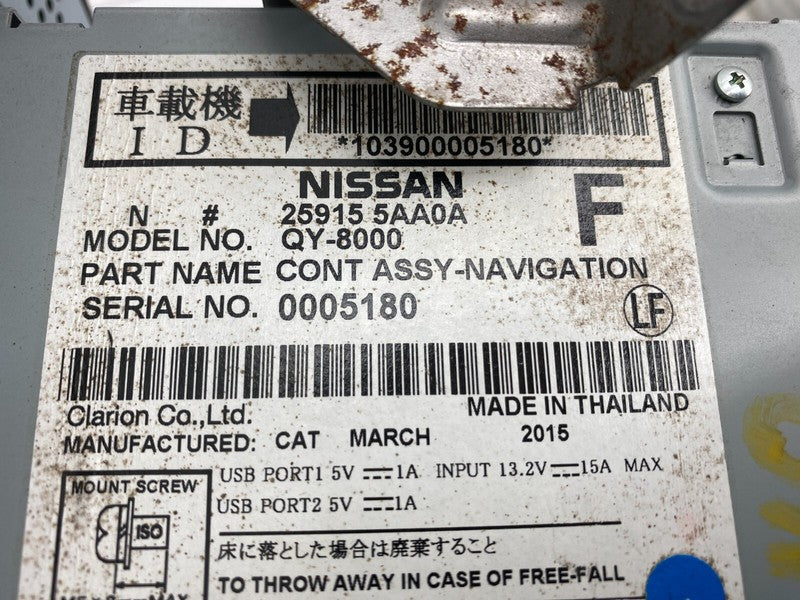 車載機
I D
*103900005180*
NISSAN
F
N # 25915 5AA0A
MODEL NO. QY-8000
PART NAME CONT ASSY-NAVIGATION
SERIAL NO. 0005180
LF
Clarion Co.,Ltd. MADE IN THAILAND
MANUFACTURED: CAT MARCH 2015
USB PORT1 5V 1A INPUT 13.2V 15A MAX
USB PORT2 5V 1A
MOUNT SCREW
ISO
床に落とした場合は廃棄すること
TO THROW AWAY IN CASE OF FREE-FALL
MAX